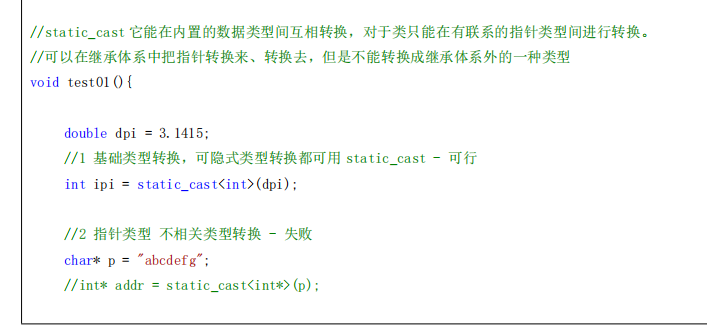 //static_cast 它能在内置的数据类型间互相转换，对于类只能在有联系的指针类型间进行转换。
//可以在继承体系中把指针转换来、转换去，但是不能转换成继承体系外的一种类型
void test01(){
double dpi = 3.1415;
//1 基础类型转换，可隐式类型转换都可用 static_cast - 可行
int ipi = static_cast<int>(dpi);
//2 指针类型 不相关类型转换 - 失败
char* p = "abcdefg";
//int* addr = static_cast<int*>(p);